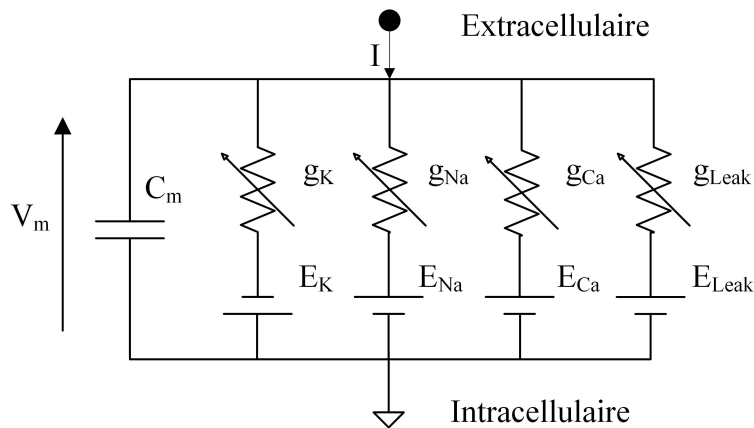 Extracellulaire
I
g_K
g_Na
g_Ca
g_Leak
C_m
V_m
E_K
E_Na
E_Ca
E_Leak
Intracellulaire